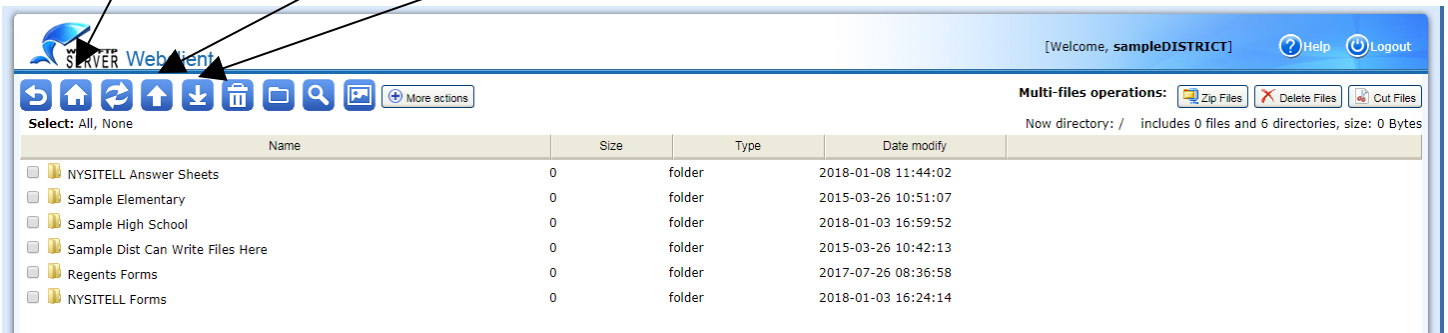 SERVER Web Client
[Welcome, sampleDISTRICT] Help Logout
More actions Multi-files operations: Zip Files Delete Files Cut Files
Select: All, None Now directory: / includes 0 files and 6 directories, size: 0 Bytes
Name Size Type Date modify
NYSITELL Answer Sheets 0 folder 2018-01-08 11:44:02
Sample Elementary 0 folder 2015-03-26 10:51:07
Sample High School 0 folder 2018-01-03 16:59:52
Sample Dist Can Write Files Here 0 folder 2015-03-26 10:42:13
Regents Forms 0 folder 2017-07-26 08:36:58
NYSITELL Forms 0 folder 2018-01-03 16:24:14